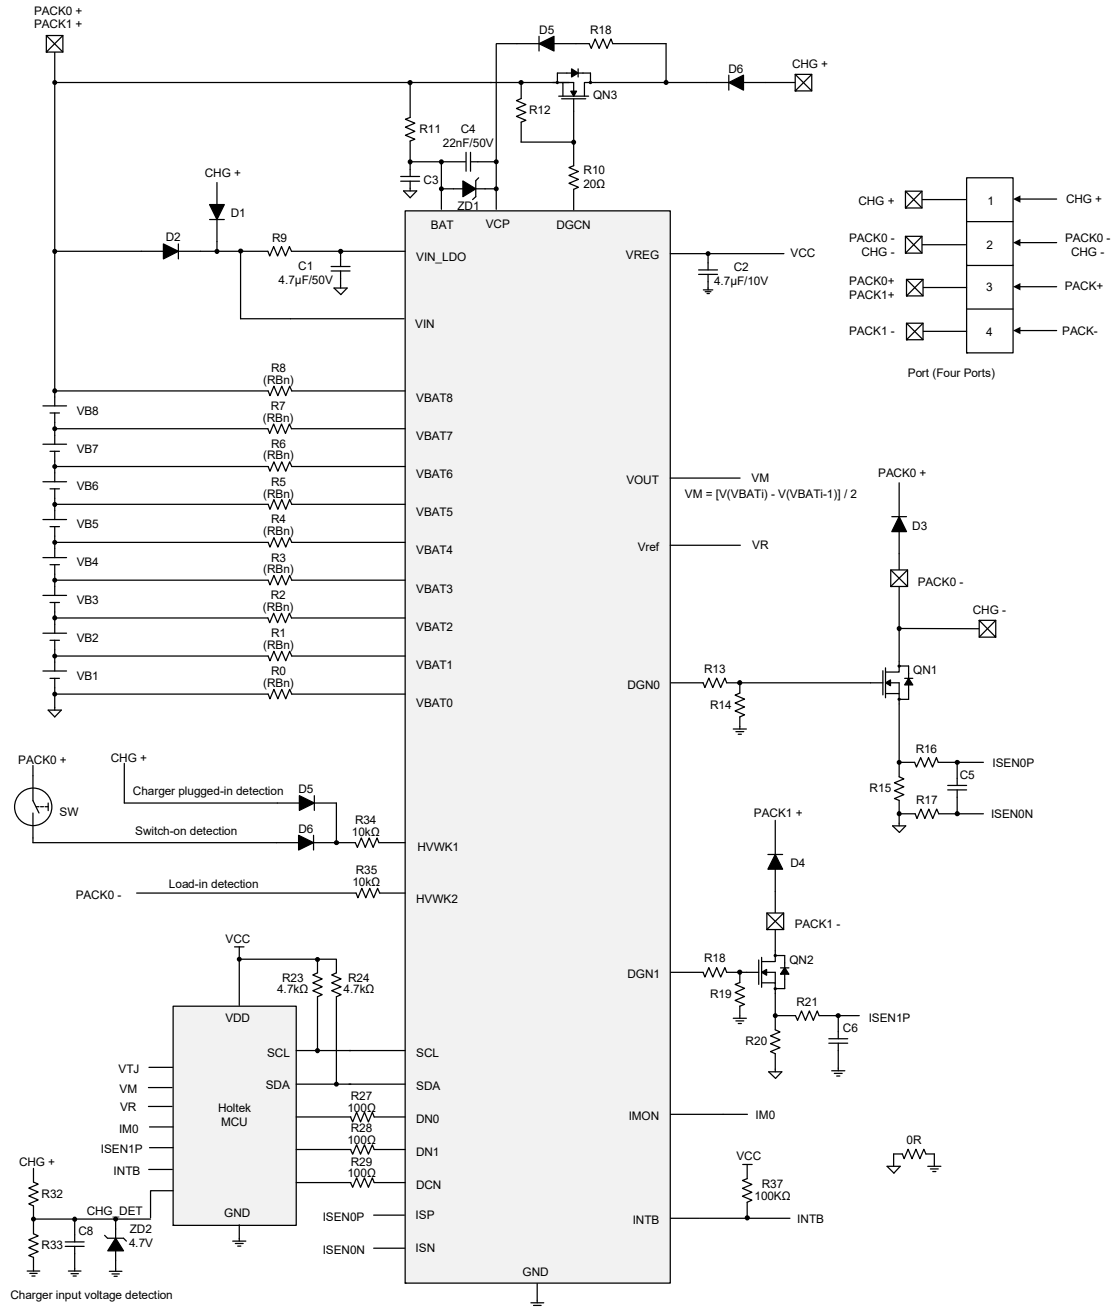 PACK0 +
PACK1 +
D5
R18
D6
CHG +
QN3
R12
R11
C4
22nF/50V
C3
ZD1
R10
20Ω
BAT
VCP
DGCN
CHG +
D1
D2
R9
C1
4.7μF/50V
VIN_LDO
VIN
VREG
VCC
C2
4.7μF/10V
CHG +
1
CHG +
PACK0 -
CHG -
2
PACK0 -
CHG -
PACK0+
PACK1+
3
PACK+
PACK1 -
4
PACK-
Port (Four Ports)
R8
(RBn)
VBAT8
VB8
R7
(RBn)
VBAT7
VB7
R6
(RBn)
VBAT6
VB6
R5
(RBn)
VBAT5
VB5
R4
(RBn)
VBAT4
VB4
R3
(RBn)
VBAT3
VB3
R2
(RBn)
VBAT2
VB2
R1
(RBn)
VBAT1
VB1
R0
(RBn)
VBAT0
VOUT
VM
VM = [V(VBATi) - V(VBATi-1)] / 2
Vref
VR
PACK0 +
D3
PACK0 -
CHG -
QN1
DGN0
R13
R14
R16
ISEN0P
R15
C5
R17
ISEN0N
PACK0 +
CHG +
SW
Charger plugged-in detection
D5
Switch-on detection
D6
R34
10kΩ
HVWK1
PACK0 -
Load-in detection
R35
10kΩ
HVWK2
PACK1 +
D4
PACK1 -
QN2
DGN1
R18
R19
R21
ISEN1P
R20
C6
VCC
R23
4.7kΩ
R24
4.7kΩ
VDD
SCL
SCL
SDA
SDA
Holtek
MCU
VTJ
VM
VR
IM0
ISEN1P
INTB
R27
100Ω
DN0
R28
100Ω
DN1
R29
100Ω
DCN
GND
CHG +
R32
CHG_DET
R33
C8
ZD2
4.7V
Charger input voltage detection
ISEN0P
ISP
ISEN0N
ISN
IMON
IM0
0R
VCC
R37
100KΩ
INTB
INTB
GND